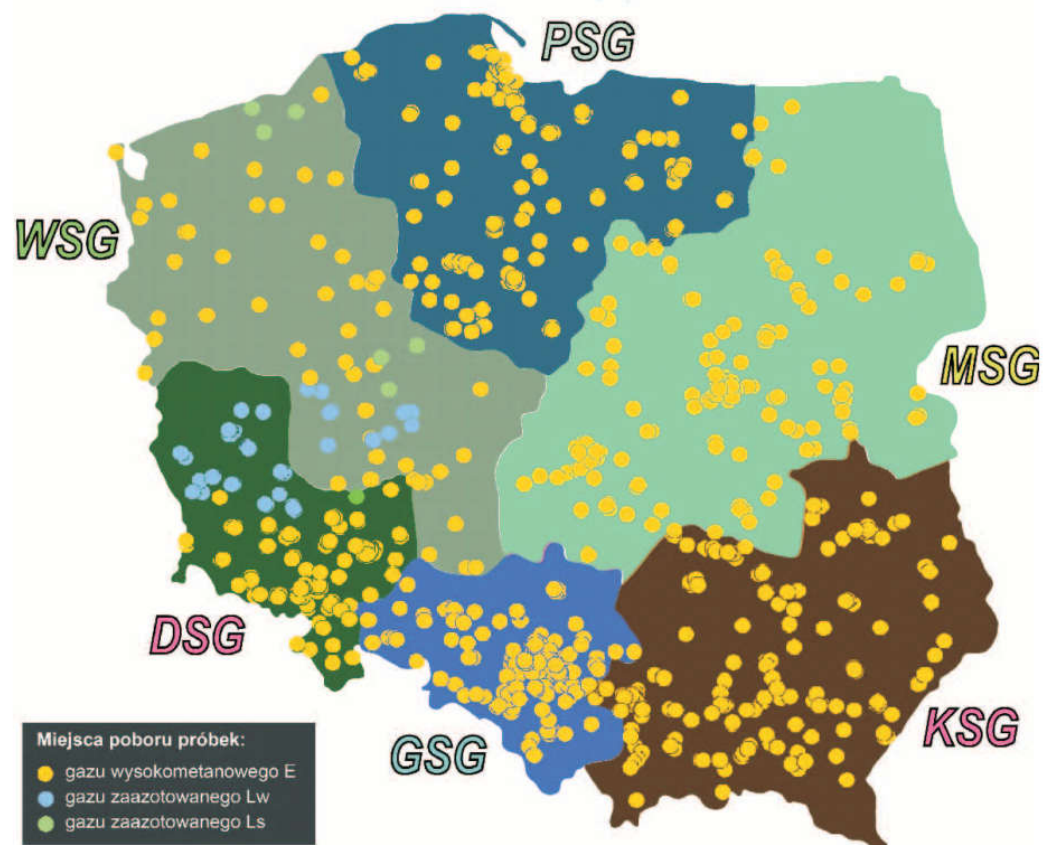 PSG
WSG
MSG
DSG
GSG
KSG
Miejsca poboru próbek:
gazu wysokometanowego E
gazu zaazotowanego Lw
gazu zaazotowanego Ls